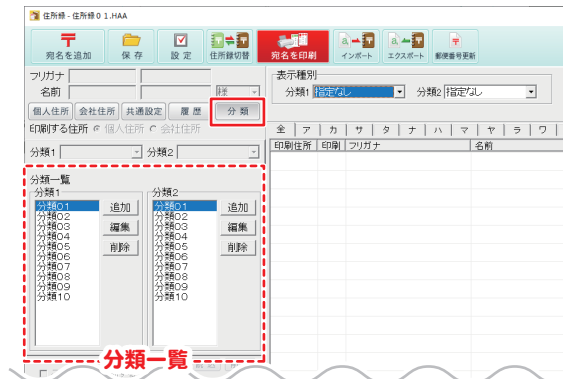 住所録 - 住所録０１.HAA
宛名を追加 保 存 設 定 住所録切替 宛名を印刷 インポート エクスポート 郵便番号更新
フリガナ
名前 様
個人住所 会社住所 共通設定 履 歴 分 類
印刷する住所 個人住所 会社住所
分類1 分類2
表示種別
分類1 指定なし 分類2 指定なし
全 ア カ サ タ ナ ハ マ ヤ ラ ワ
印刷住所 印刷 フリガナ 名前
分類一覧
分類1
分類01
分類02
分類03
分類04
分類05
分類06
分類07
分類08
分類09
分類10
追加
編集
削除
分類2
分類01
分類02
分類03
分類04
分類05
分類06
分類07
分類08
分類09
分類10
追加
編集
削除
分類一覧